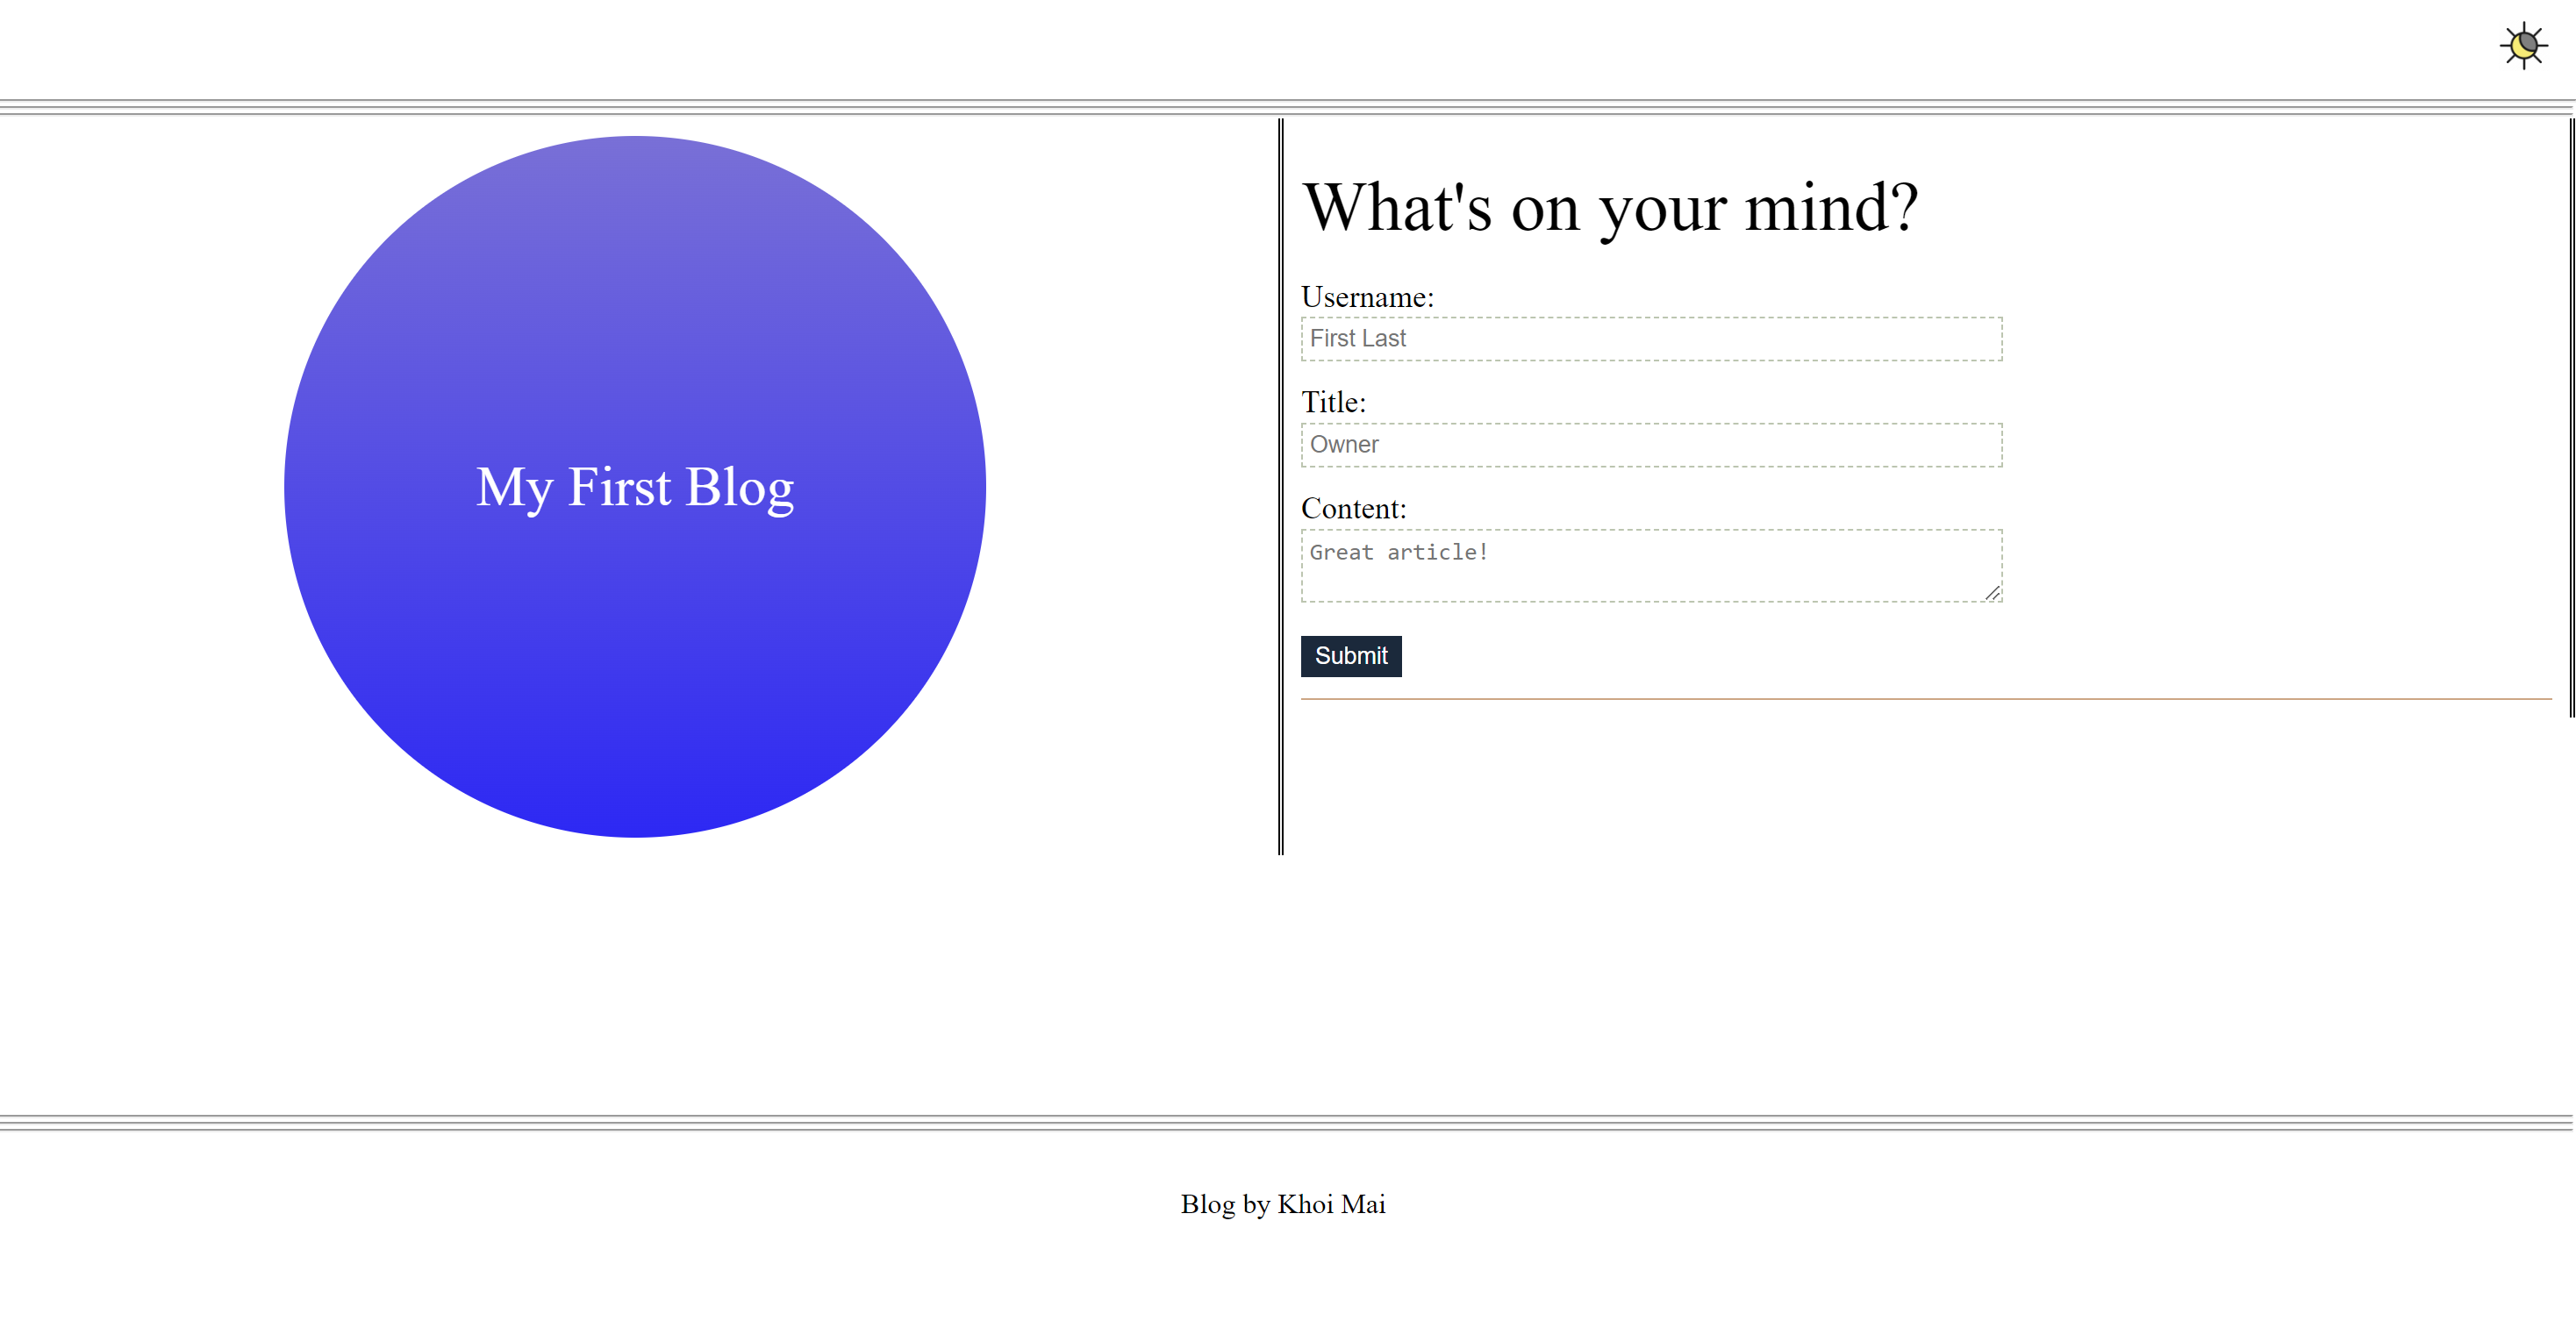 My First Blog
What's on your mind?
Username:
First Last
Title:
Owner
Content:
Great article!
Submit
Blog by Khoi Mai